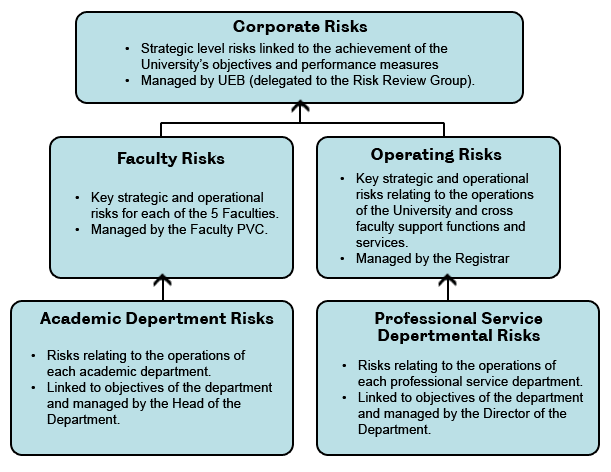 Corporate Risks
• Strategic level risks linked to the achievement of the
University's objectives and performance measures
• Managed by UEB (delegated to the Risk Review Group).
Faculty Risks
• Key strategic and operational
risks for each of the 5 Faculties.
• Managed by the Faculty PVC.
Operating Risks
• Key strategic and operational
risks relating to the operations
of the University and cross
faculty support functions and
services.
• Managed by the Registrar
Academic Depertment Risks
• Risks relating to the operations of
each academic department.
• Linked to objectives of the department
and managed by the Head of the
Department.
Professional Service
Depertmental Risks
• Risks relating to the operations of
each professional service department.
• Linked to objectives of the department
and managed by the Director of the
Department.